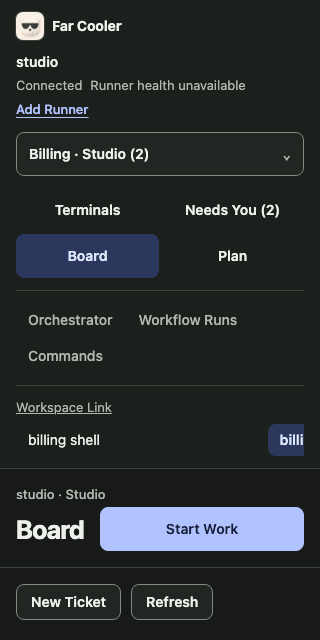 Far Cooler
studio
Connected Runner health unavailable
Add Runner
Billing · Studio (2)
Terminals Needs You (2)
Board Plan
Orchestrator Workflow Runs
Commands
Workspace Link
billing shell billi
studio · Studio
Board Start Work
New Ticket Refresh